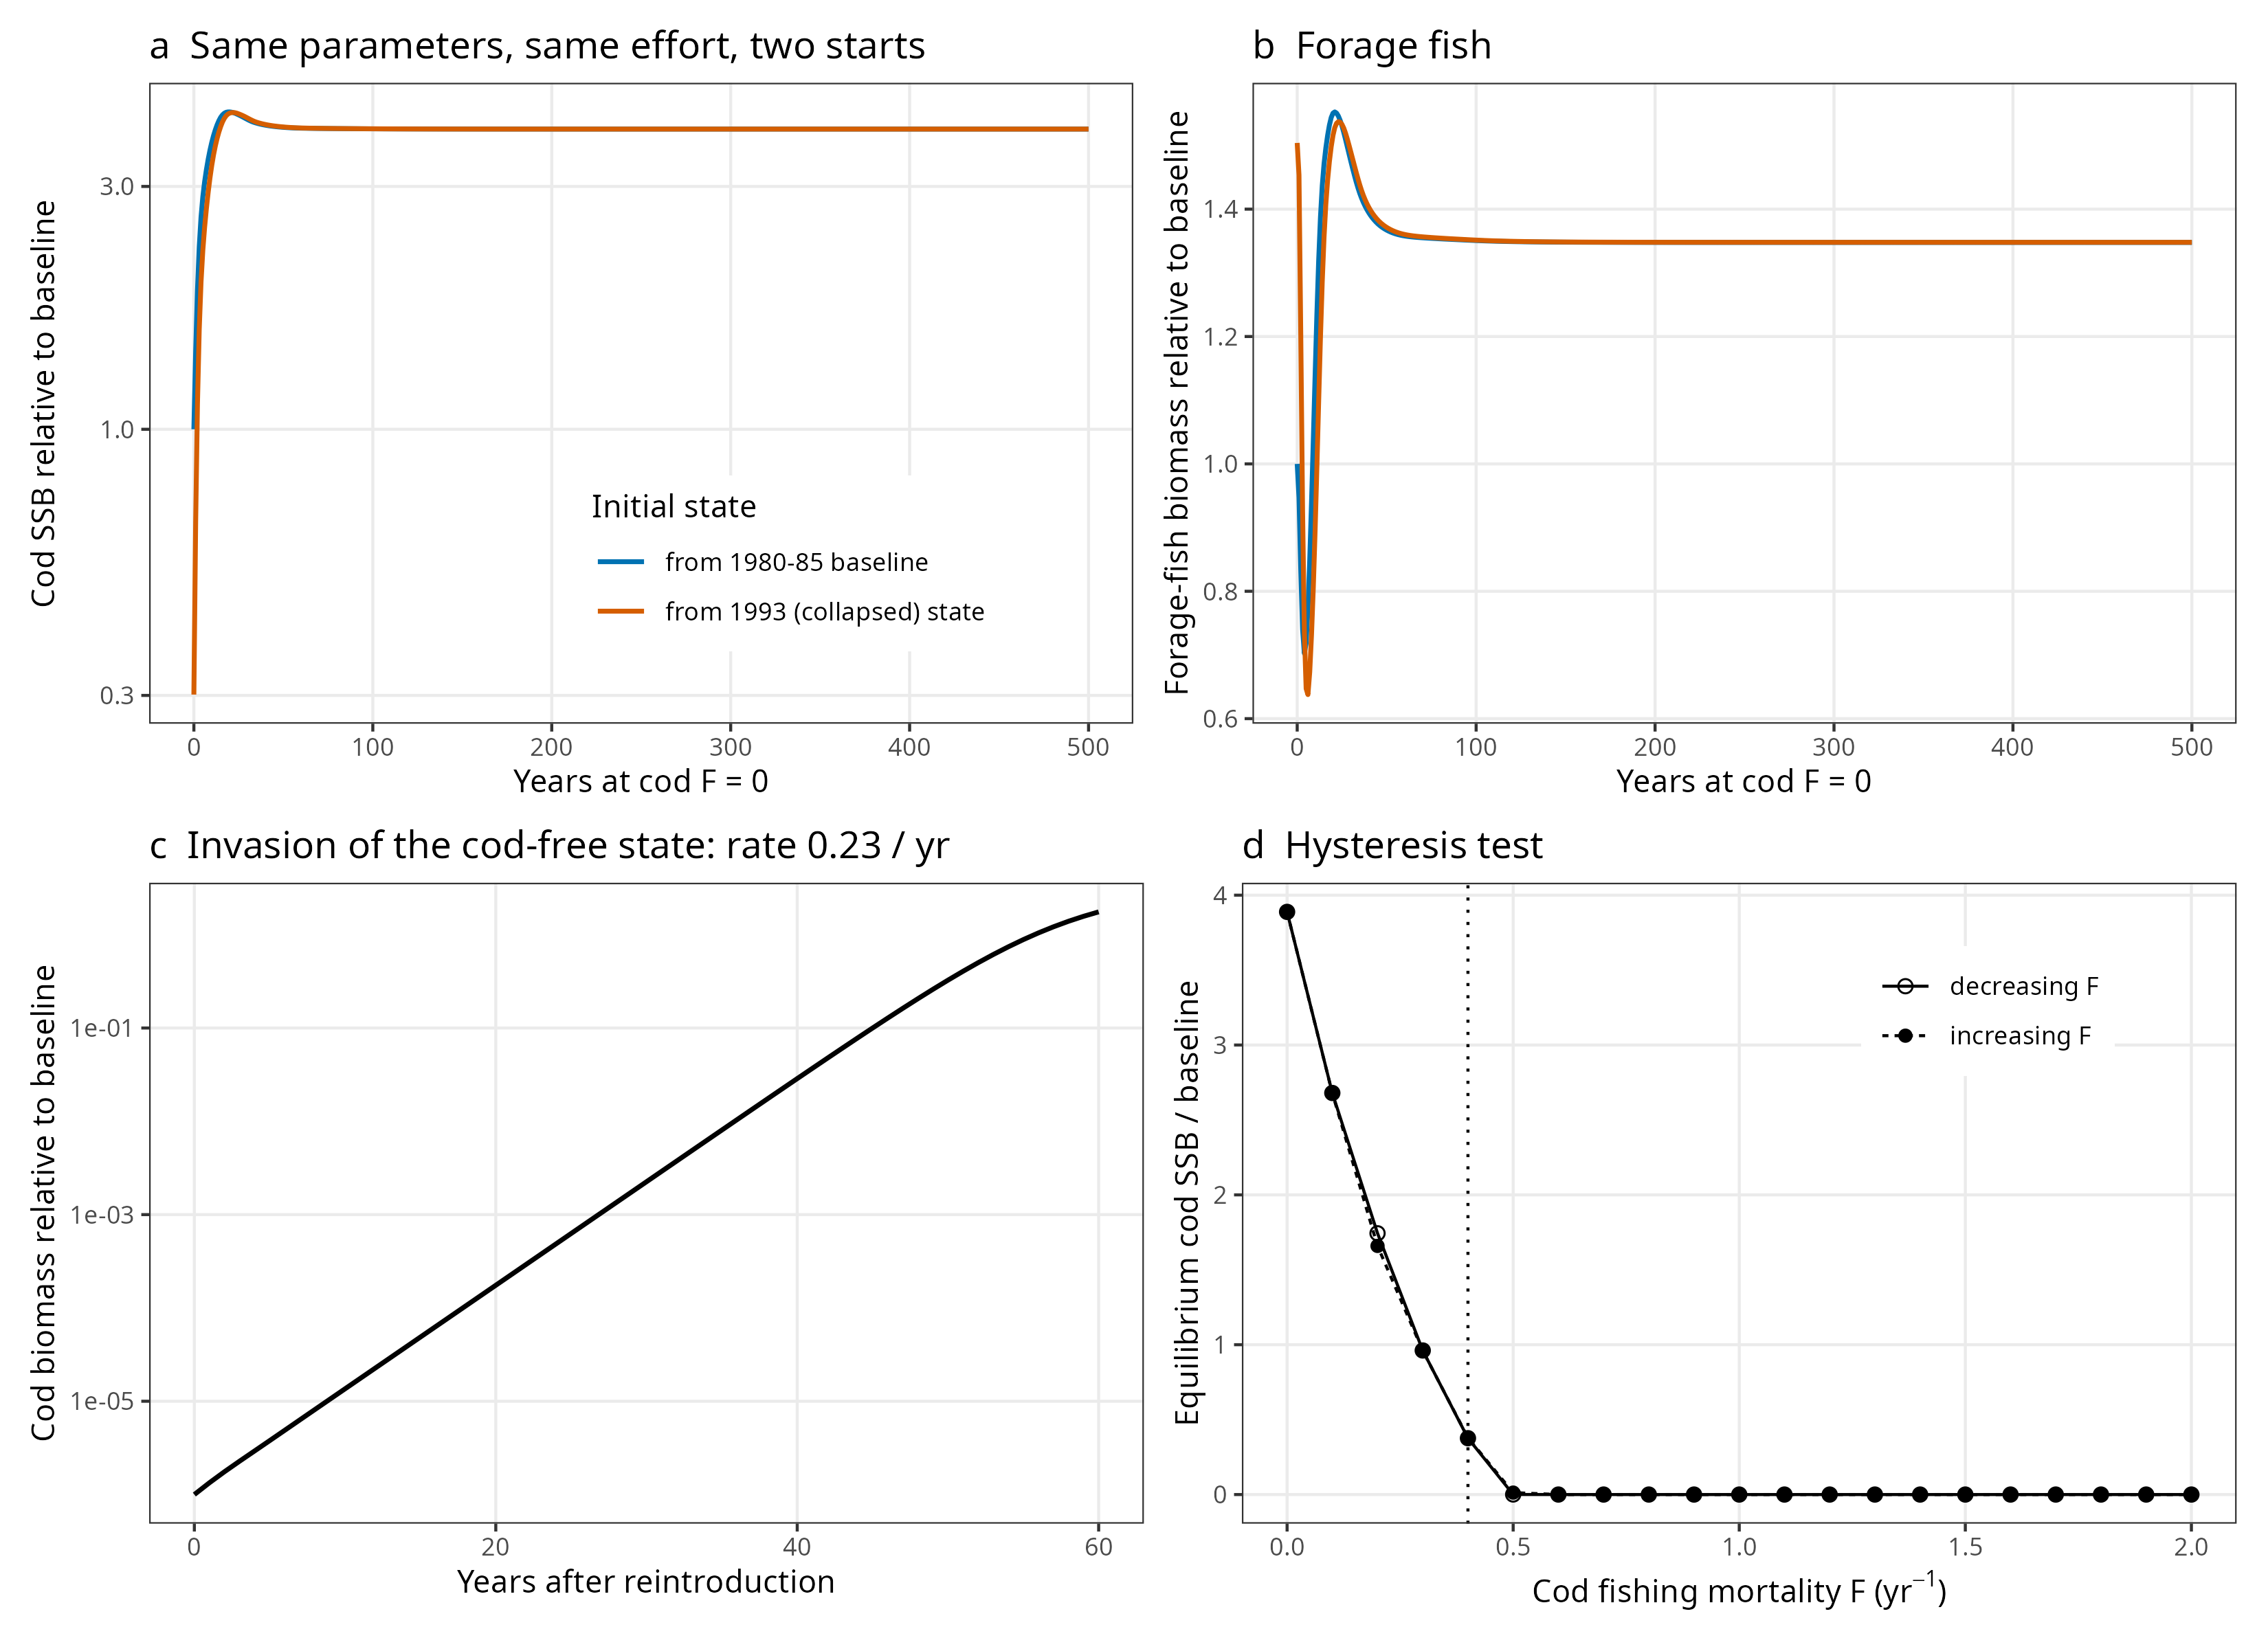 a Same parameters, same effort, two starts
Cod SSB relative to baseline
3.0
1.0
0.3
Initial state
from 1980-85 baseline
from 1993 (collapsed) state
0 100 200 300 400 500
Years at cod F = 0
b Forage fish
Forage-fish biomass relative to baseline
1.4
1.2
1.0
0.8
0.6
0 100 200 300 400 500
Years at cod F = 0
c Invasion of the cod-free state: rate 0.23 / yr
Cod biomass relative to baseline
1e-01
1e-03
1e-05
0 20 40 60
Years after reintroduction
d Hysteresis test
Equilibrium cod SSB / baseline
4
3
2
1
0
decreasing F
increasing F
0.0 0.5 1.0 1.5 2.0
Cod fishing mortality F (yr⁻¹)